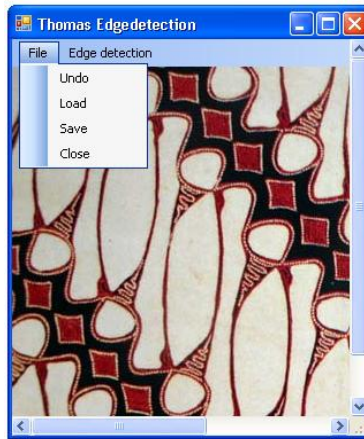 Thomas Edgedetection
File Edge detection
Undo
Load
Save
Close